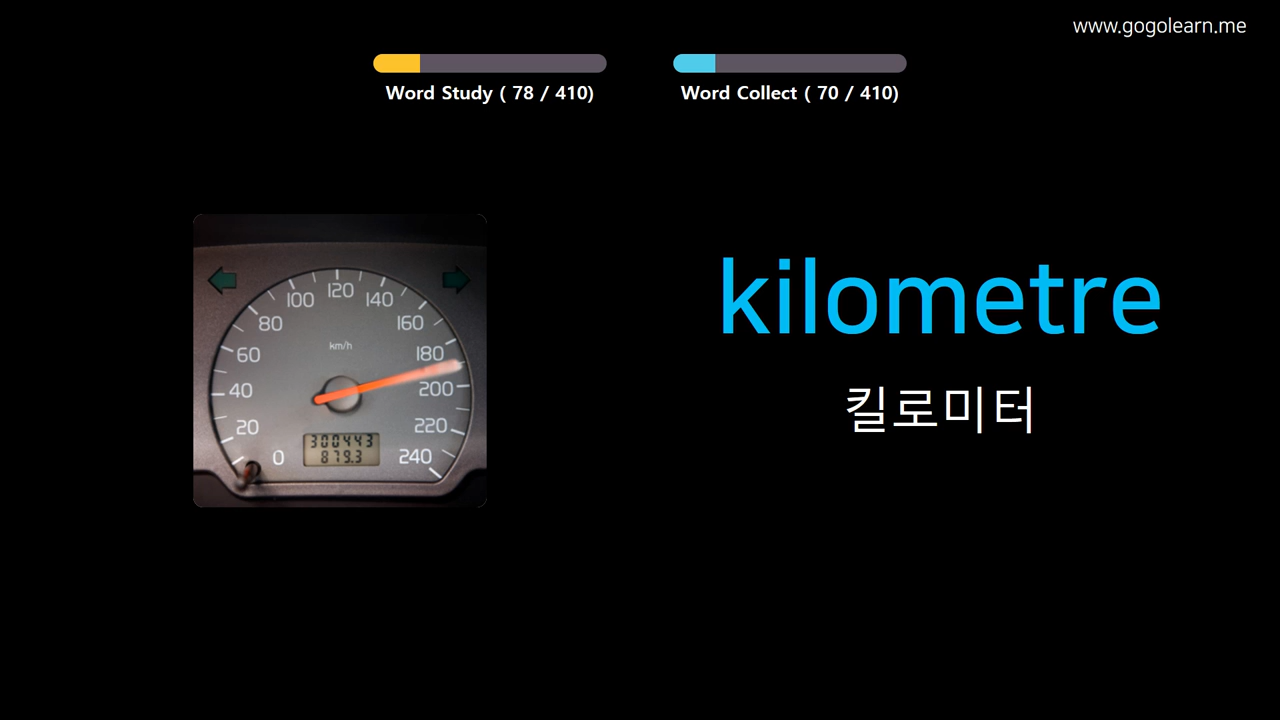 www.gogolearn.me
Word Study ( 78 / 410)
Word Collect ( 70 / 410)
kilometre
킬로미터
100 120 140
80 160
km/h
60 180
40 200
20 220
300443
0 240
879.3